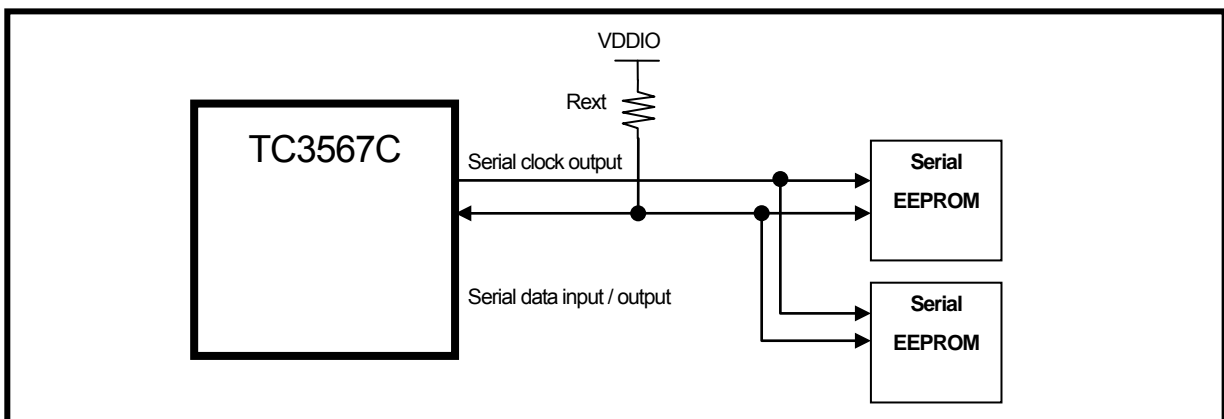 VDDIO
Rext
TC3567C
Serial clock output
Serial
EEPROM
Serial data input / output
Serial
EEPROM